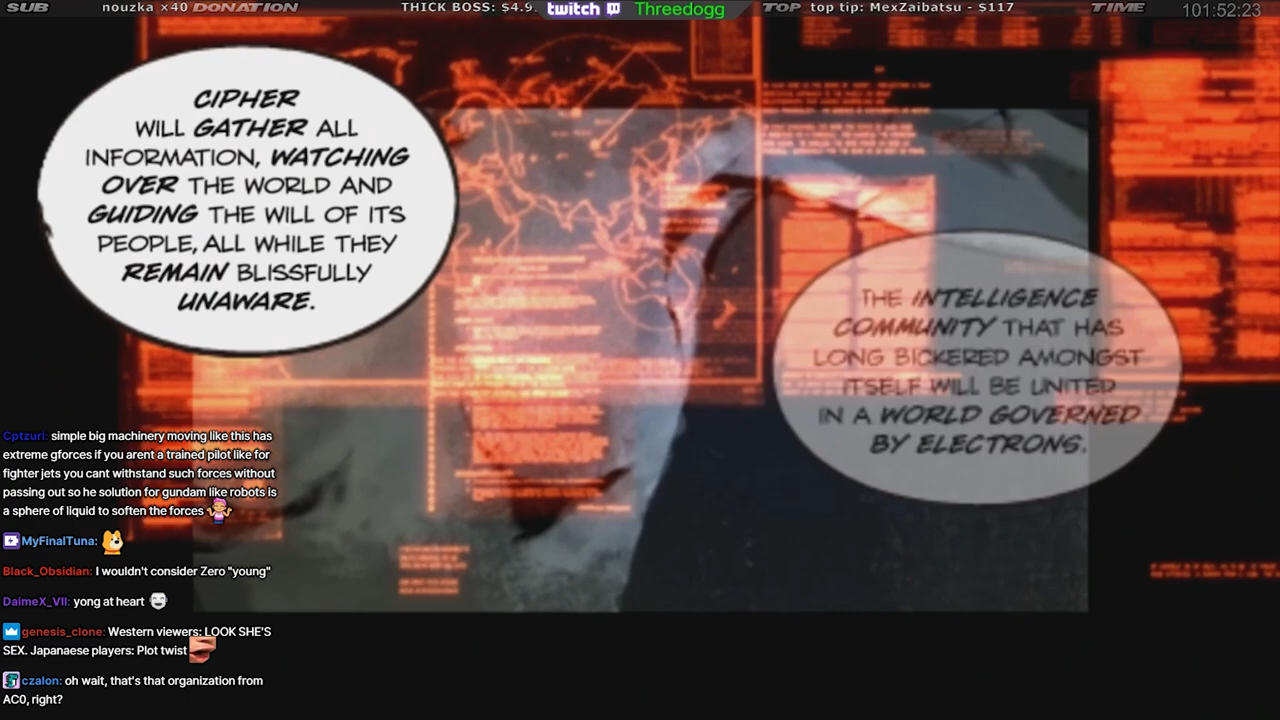 SUB nouzka ×40 DONATION THICK BOSS: $4.9 twitch Threedogg TOP top tip: MexZaibatsu - $117 TIME 101:52:23
CIPHER
WILL GATHER ALL
INFORMATION, WATCHING
OVER THE WORLD AND
GUIDING THE WILL OF ITS
PEOPLE, ALL WHILE THEY
REMAIN BLISSFULLY
UNAWARE.
THE INTELLIGENCE
COMMUNITY THAT HAS
LONG BICKERED AMONGST
ITSELF WILL BE UNITED
IN A WORLD GOVERNED
BY ELECTRONS.
Cptzuri: simple big machinery moving like this has
extreme gforces if you arent a trained pilot like for
fighter jets you cant withstand such forces without
passing out so he solution for gundam like robots is
a sphere of liquid to soften the forces
MyFinalTuna:
Black_Obsidian: I wouldn't consider Zero "young"
DaimeX_VII: yong at heart
genesis_clone: Western viewers: LOOK SHE'S
SEX. Japanaese players: Plot twist
czalon: oh wait, that's that organization from
AC0, right?